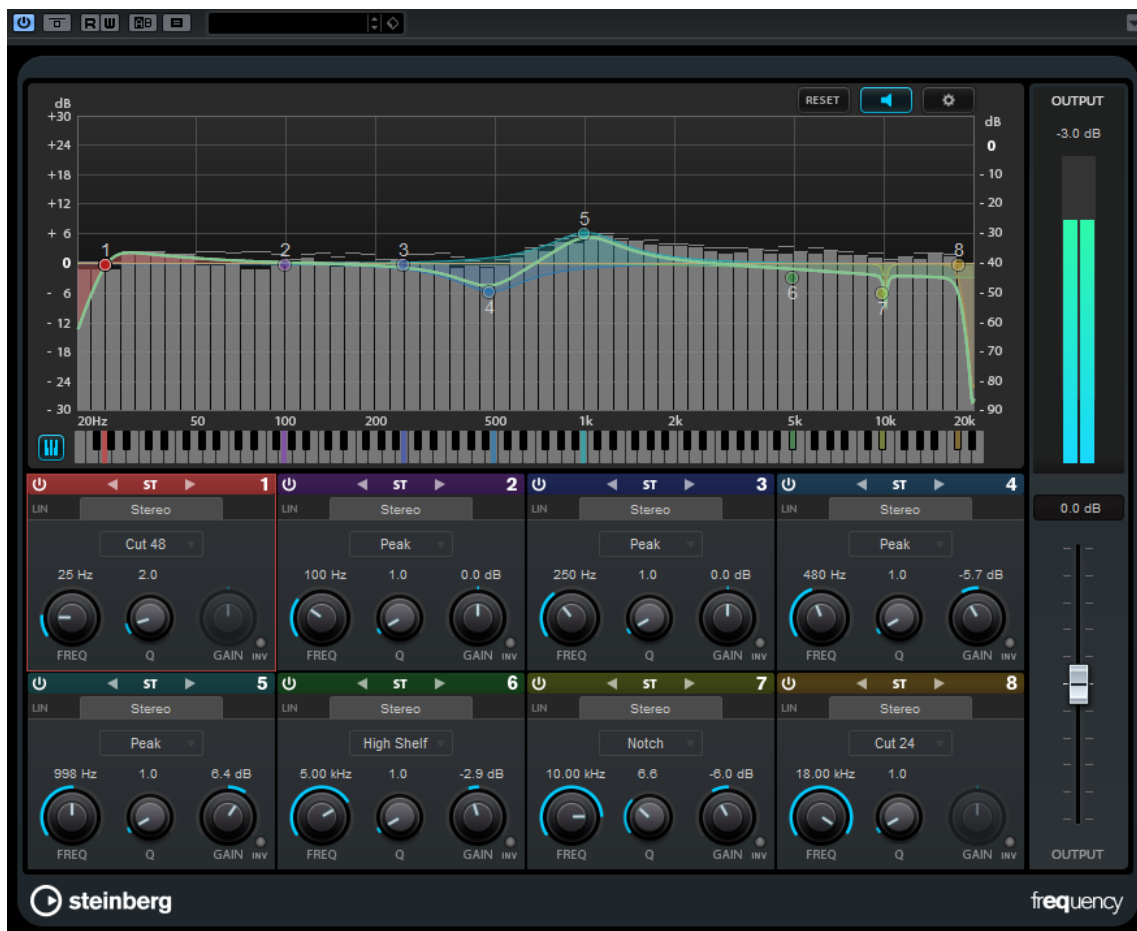 R W AB
RESET OUTPUT
dB
+30
+24
+18
+12
+ 6
0
- 6
- 12
- 18
- 24
- 30
dB
0
- 10
- 20
- 30
- 40
- 50
- 60
- 70
- 80
- 90
-3.0 dB
1 2 3 4 5 6 7 8
20Hz 50 100 200 500 1k 2k 5k 10k 20k
ST 1 ST 2 ST 3 ST 4
LIN Stereo LIN Stereo LIN Stereo LIN Stereo
Cut 48 Peak Peak Peak
25 Hz 2.0 100 Hz 1.0 0.0 dB 250 Hz 1.0 0.0 dB 480 Hz 1.0 -5.7 dB
FREQ Q GAIN INV FREQ Q GAIN INV FREQ Q GAIN INV FREQ Q GAIN INV
0.0 dB
ST 5 ST 6 ST 7 ST 8
LIN Stereo LIN Stereo LIN Stereo LIN Stereo
Peak High Shelf Notch Cut 24
998 Hz 1.0 6.4 dB 5.00 kHz 1.0 -2.9 dB 10.00 kHz 6.6 -6.0 dB 18.00 kHz 1.0
FREQ Q GAIN INV FREQ Q GAIN INV FREQ Q GAIN INV FREQ Q GAIN INV
OUTPUT
steinberg frequency